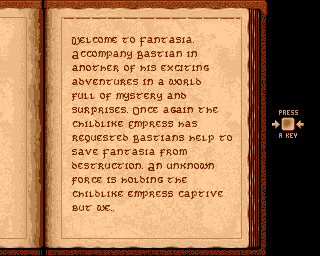 Welcome to Fantasia.
Accompany Bastian in
another of his exciting
adventures in a world
full of mystery and
surprises. Once again the
Childlike Empress has
requested Bastians help to
save Fantasia from
destruction. An unknown
force is holding the
Childlike Empress captive
but we..
PRESS
A KEY